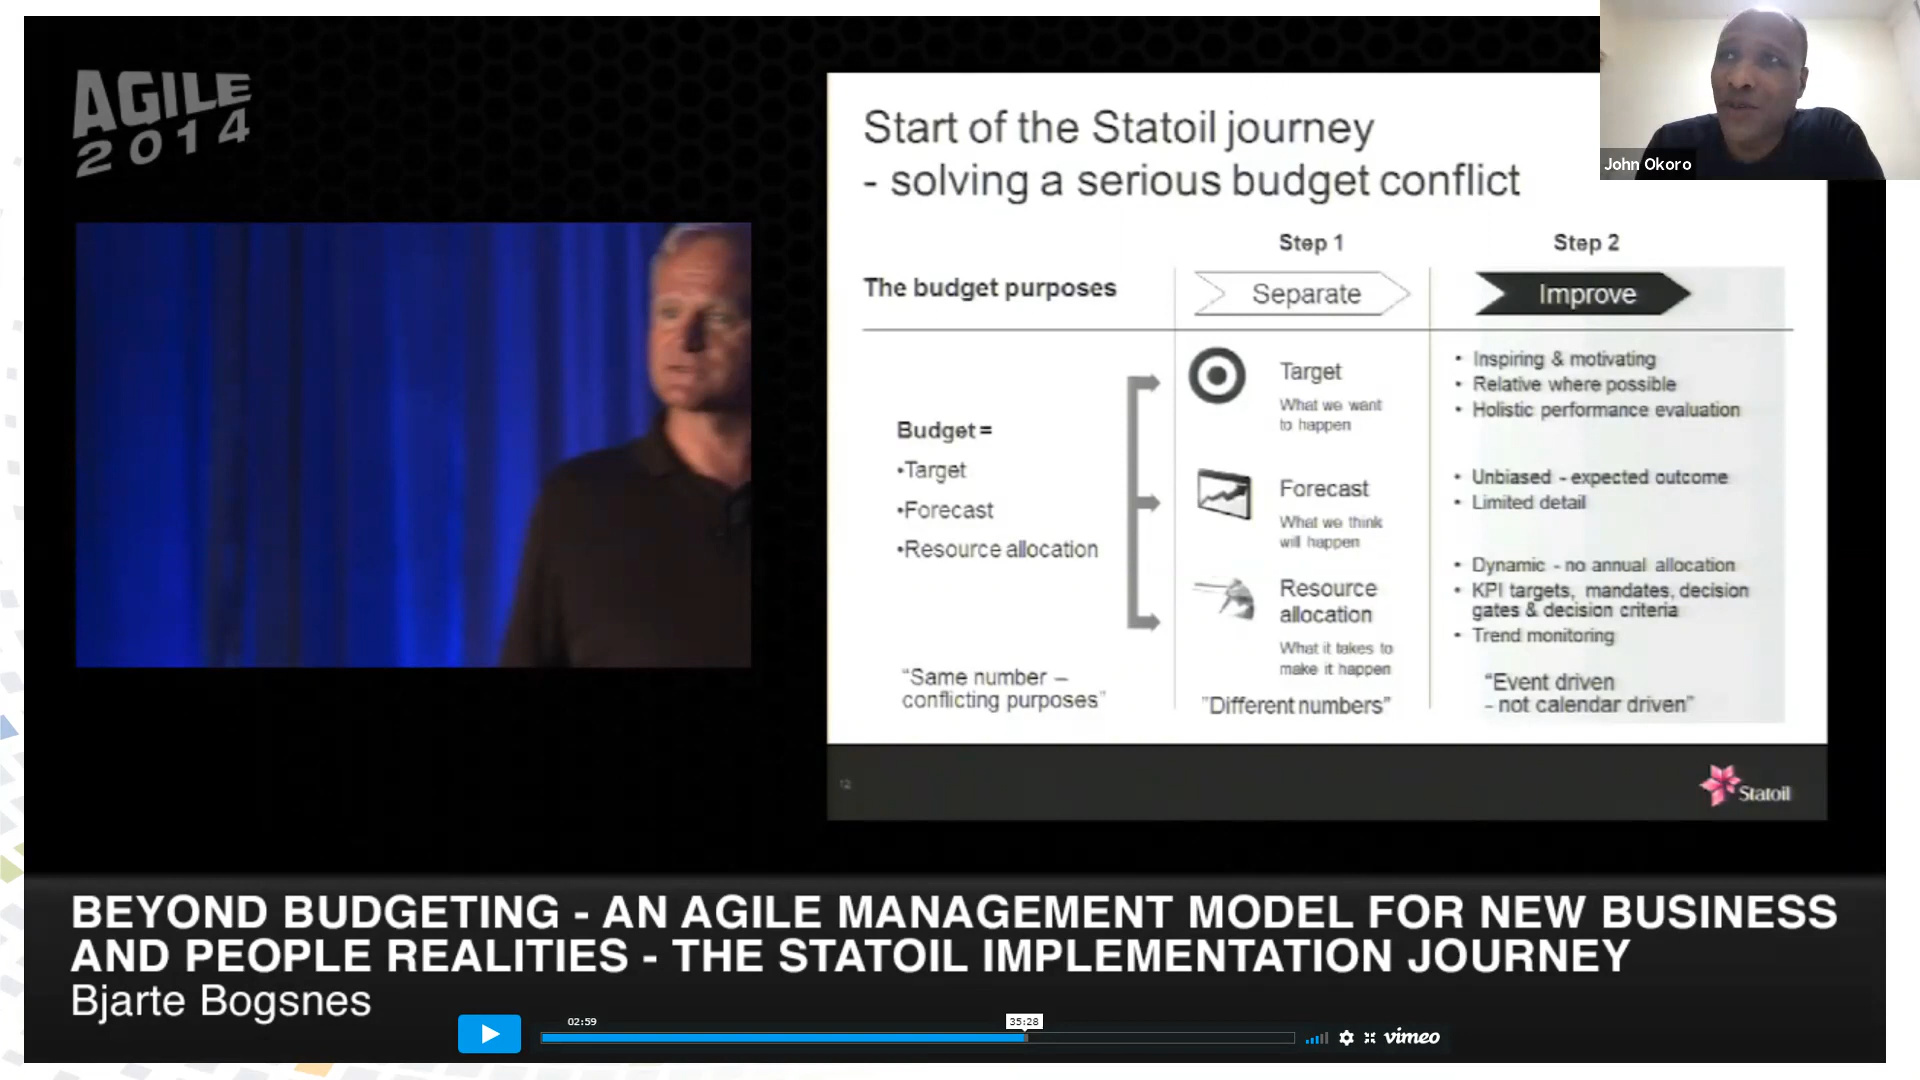 AGILE
2014
John Okoro
Start of the Statoil journey
- solving a serious budget conflict
Step 1
Step 2
The budget purposes
Separate
Improve
Budget =
•Target
•Forecast
•Resource allocation
"Same number –
conflicting purposes"
Target
What we want
to happen
Forecast
What we think
will happen
Resource
allocation
What it takes to
make it happen
"Different numbers"
• Inspiring & motivating
• Relative where possible
• Holistic performance evaluation
• Unbiased - expected outcome
• Limited detail
• Dynamic - no annual allocation
• KPI targets, mandates, decision
gates & decision criteria
• Trend monitoring
"Event driven
- not calendar driven"
12
Statoil
BEYOND BUDGETING - AN AGILE MANAGEMENT MODEL FOR NEW BUSINESS
AND PEOPLE REALITIES - THE STATOIL IMPLEMENTATION JOURNEY
Bjarte Bogsnes
02:59
35:28
vimeo